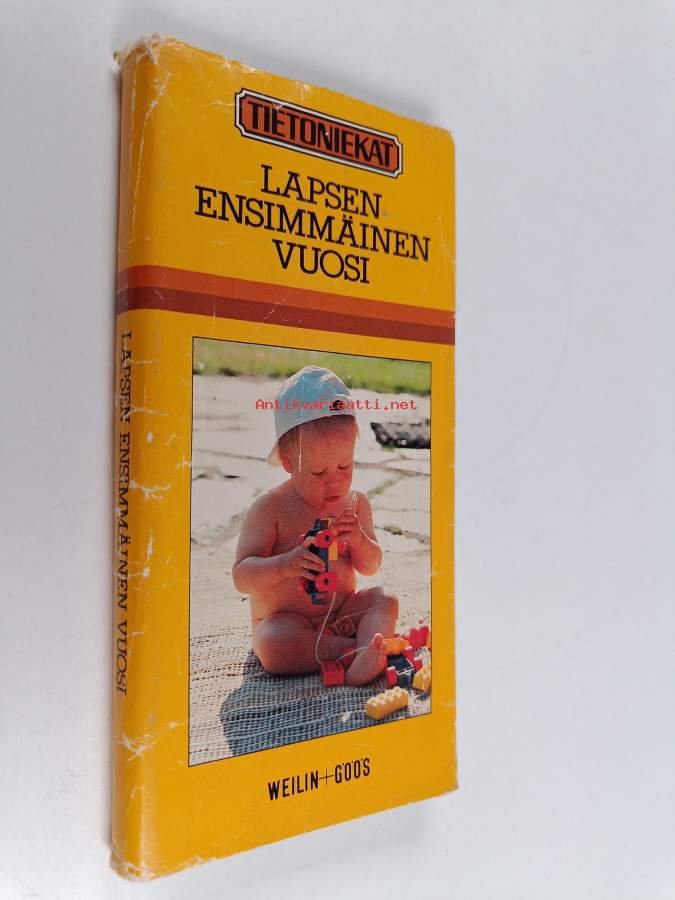 TIETONIEKAT
LAPSEN
ENSIMMÄINEN
VUOSI
LAPSEN ENSIMMÄINEN VUOSI
Antikvariaatti.net
WEILIN+GÖÖS